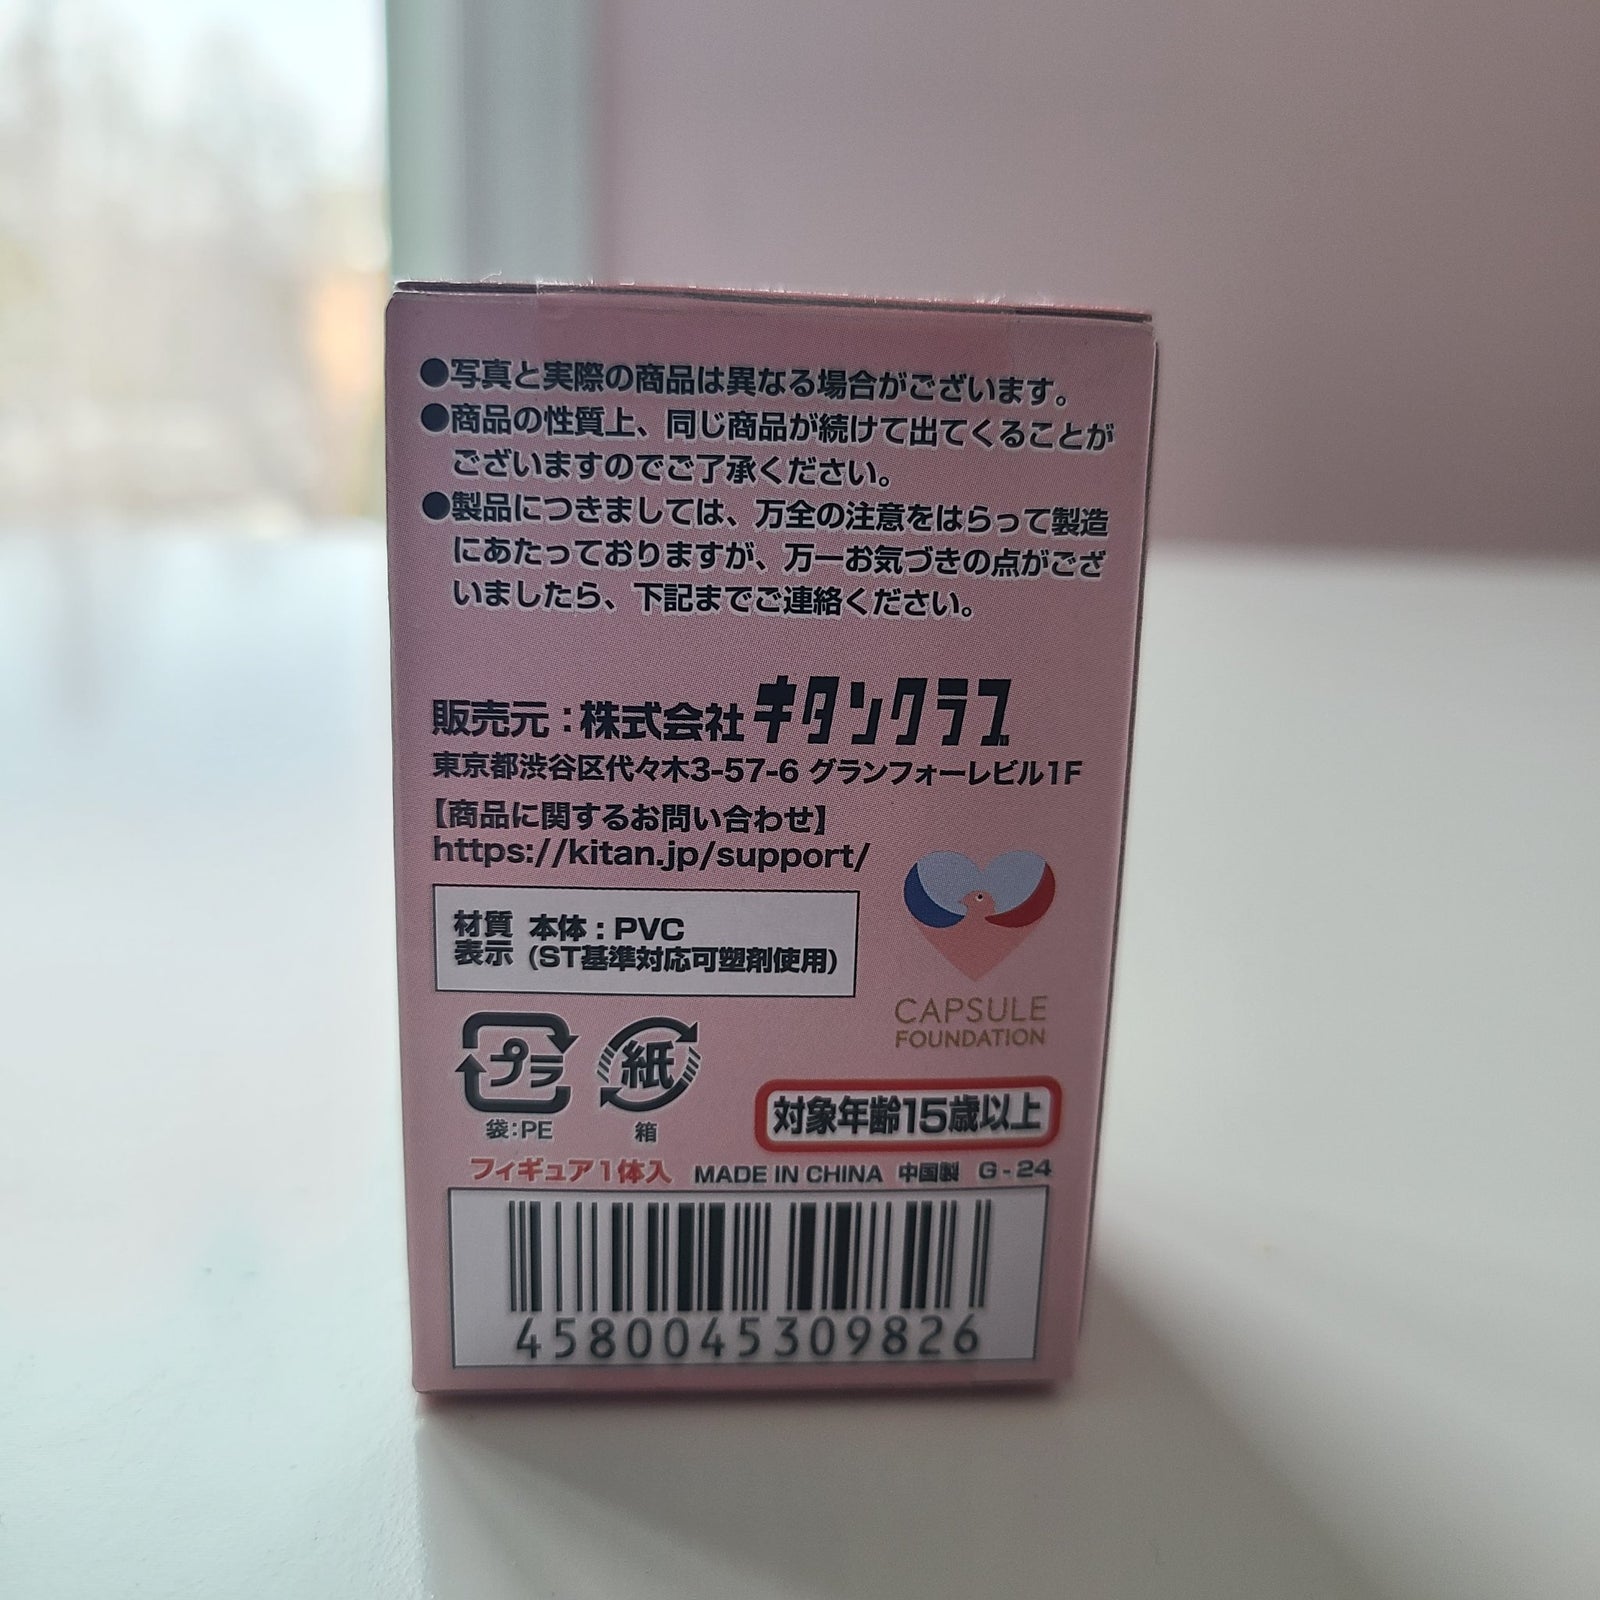 ●写真と実際の商品は異なる場合がございます。
●商品の性質上、同じ商品が続けて出てくることが
ございますのでご了承ください。
●製品につきましては、万全の注意をはらって製造
にあたっておりますが、万一お気づきの点がござ
いましたら、下記までご連絡ください。
販売元：株式会社キタンクラブ
東京都渋谷区代々木3-57-6 グランフォーレビル1F
【商品に関するお問い合わせ】
https://kitan.jp/support/
材質表示
本体：PVC
(ST基準対応可塑剤使用)
CAPSULE
FOUNDATION
プラ
袋:PE
紙
箱
対象年齢15歳以上
フィギュア1体入 MADE IN CHINA 中国製 G-24
4580045309826